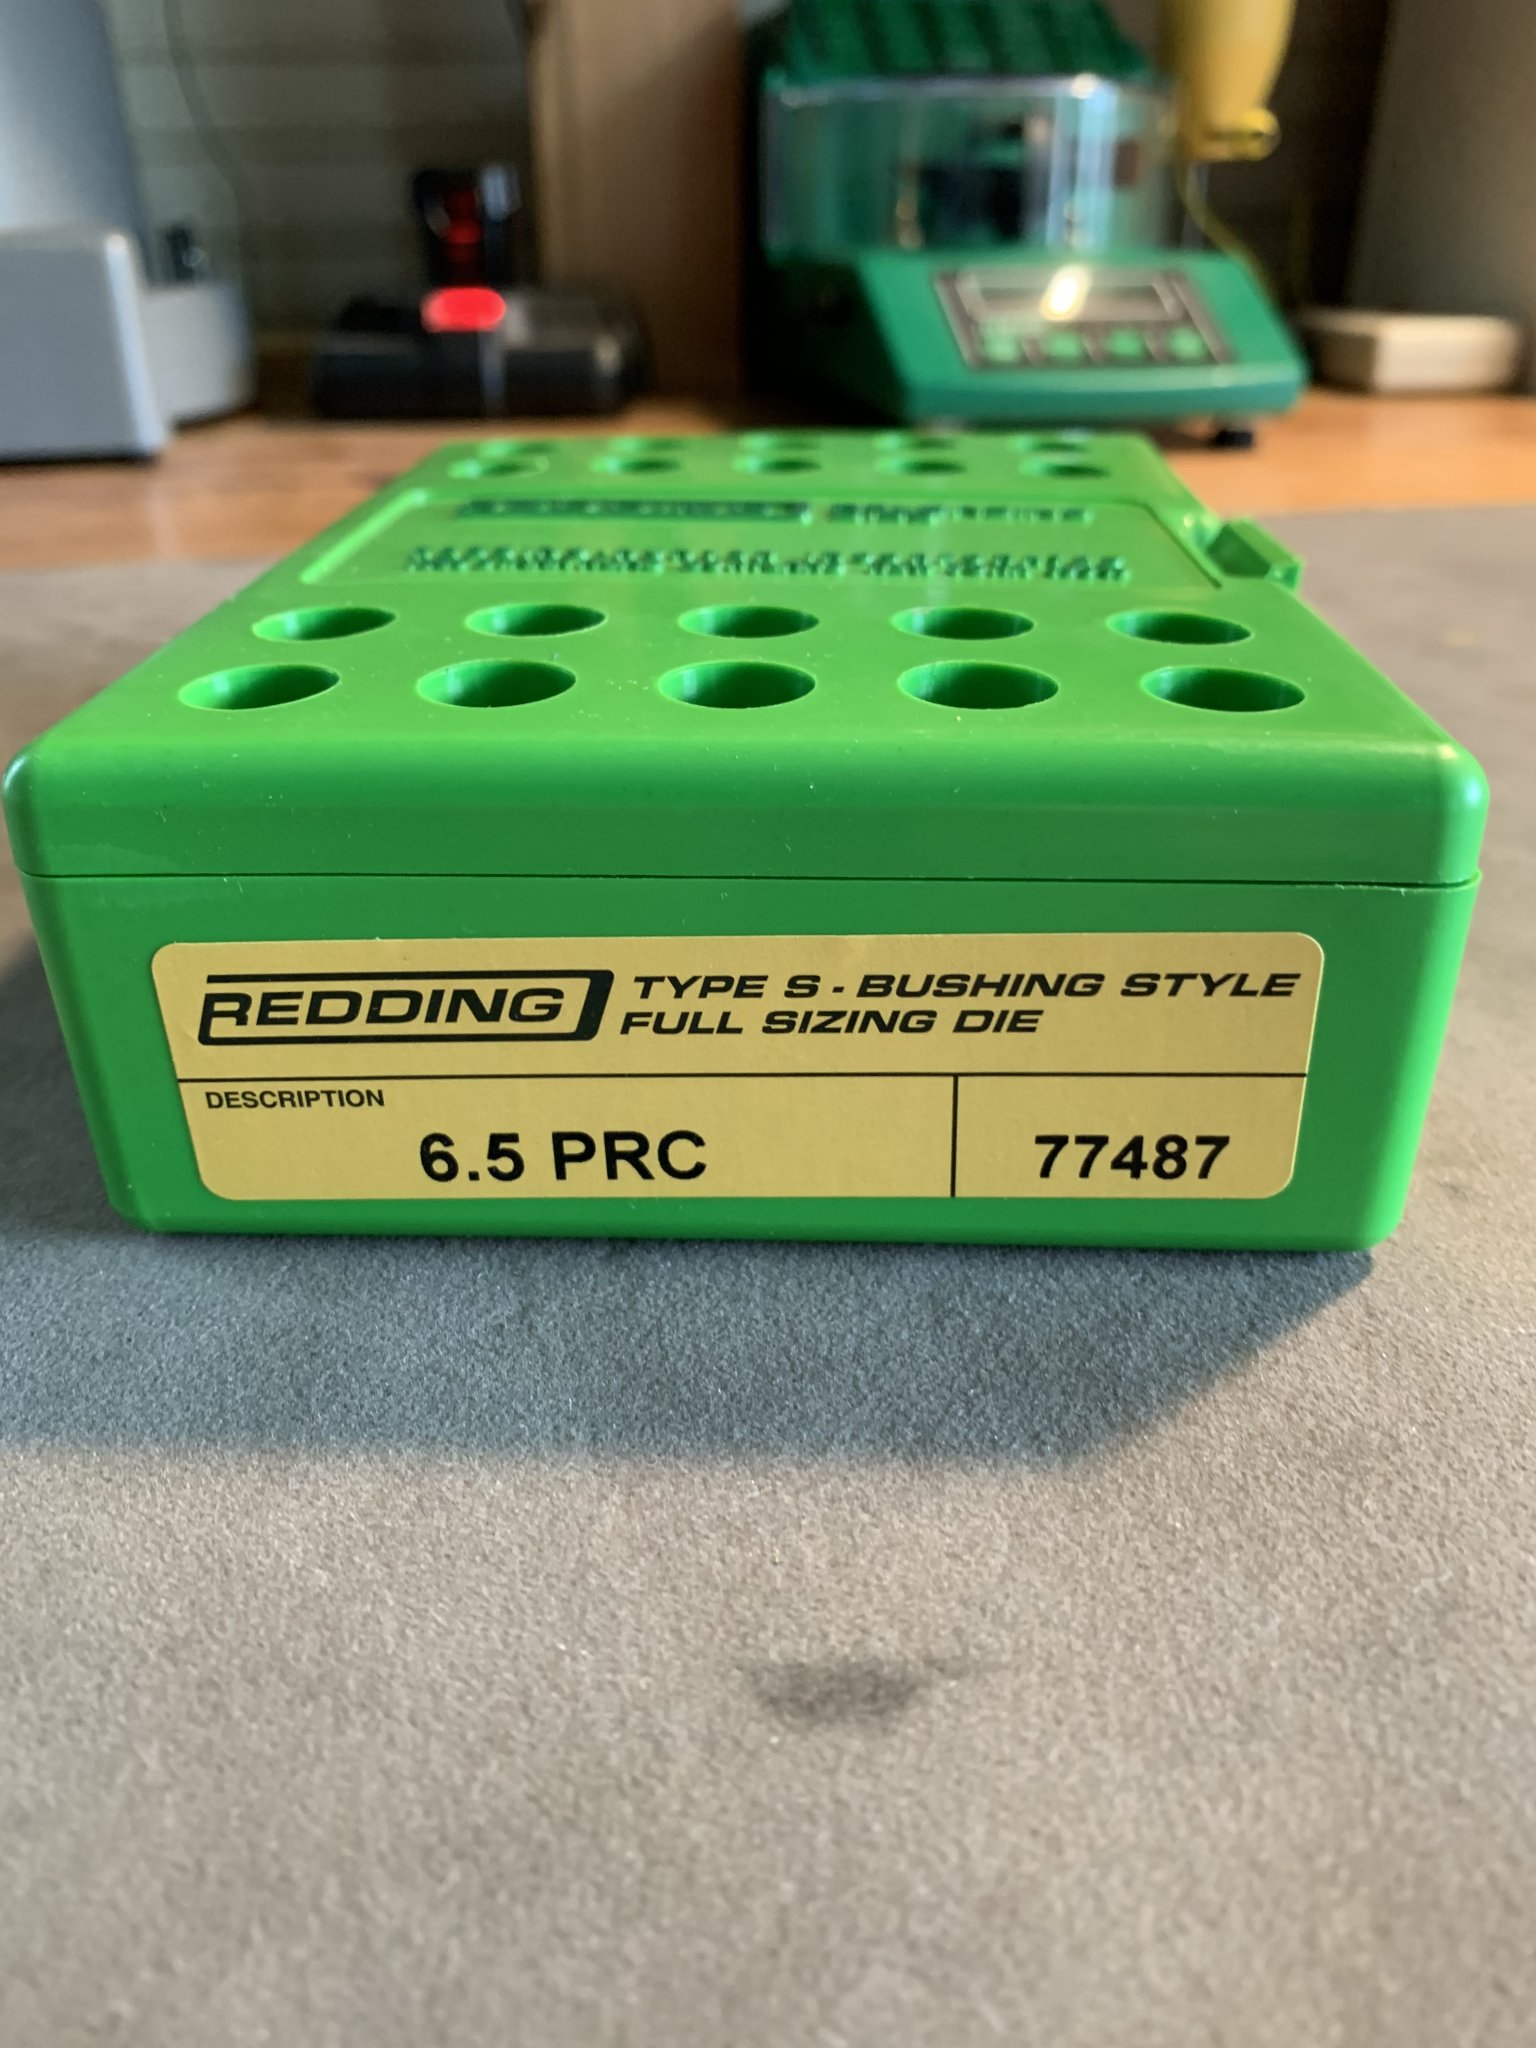 REDDING
TYPE S - BUSHING STYLE
FULL SIZING DIE
DESCRIPTION
6.5 PRC
77487